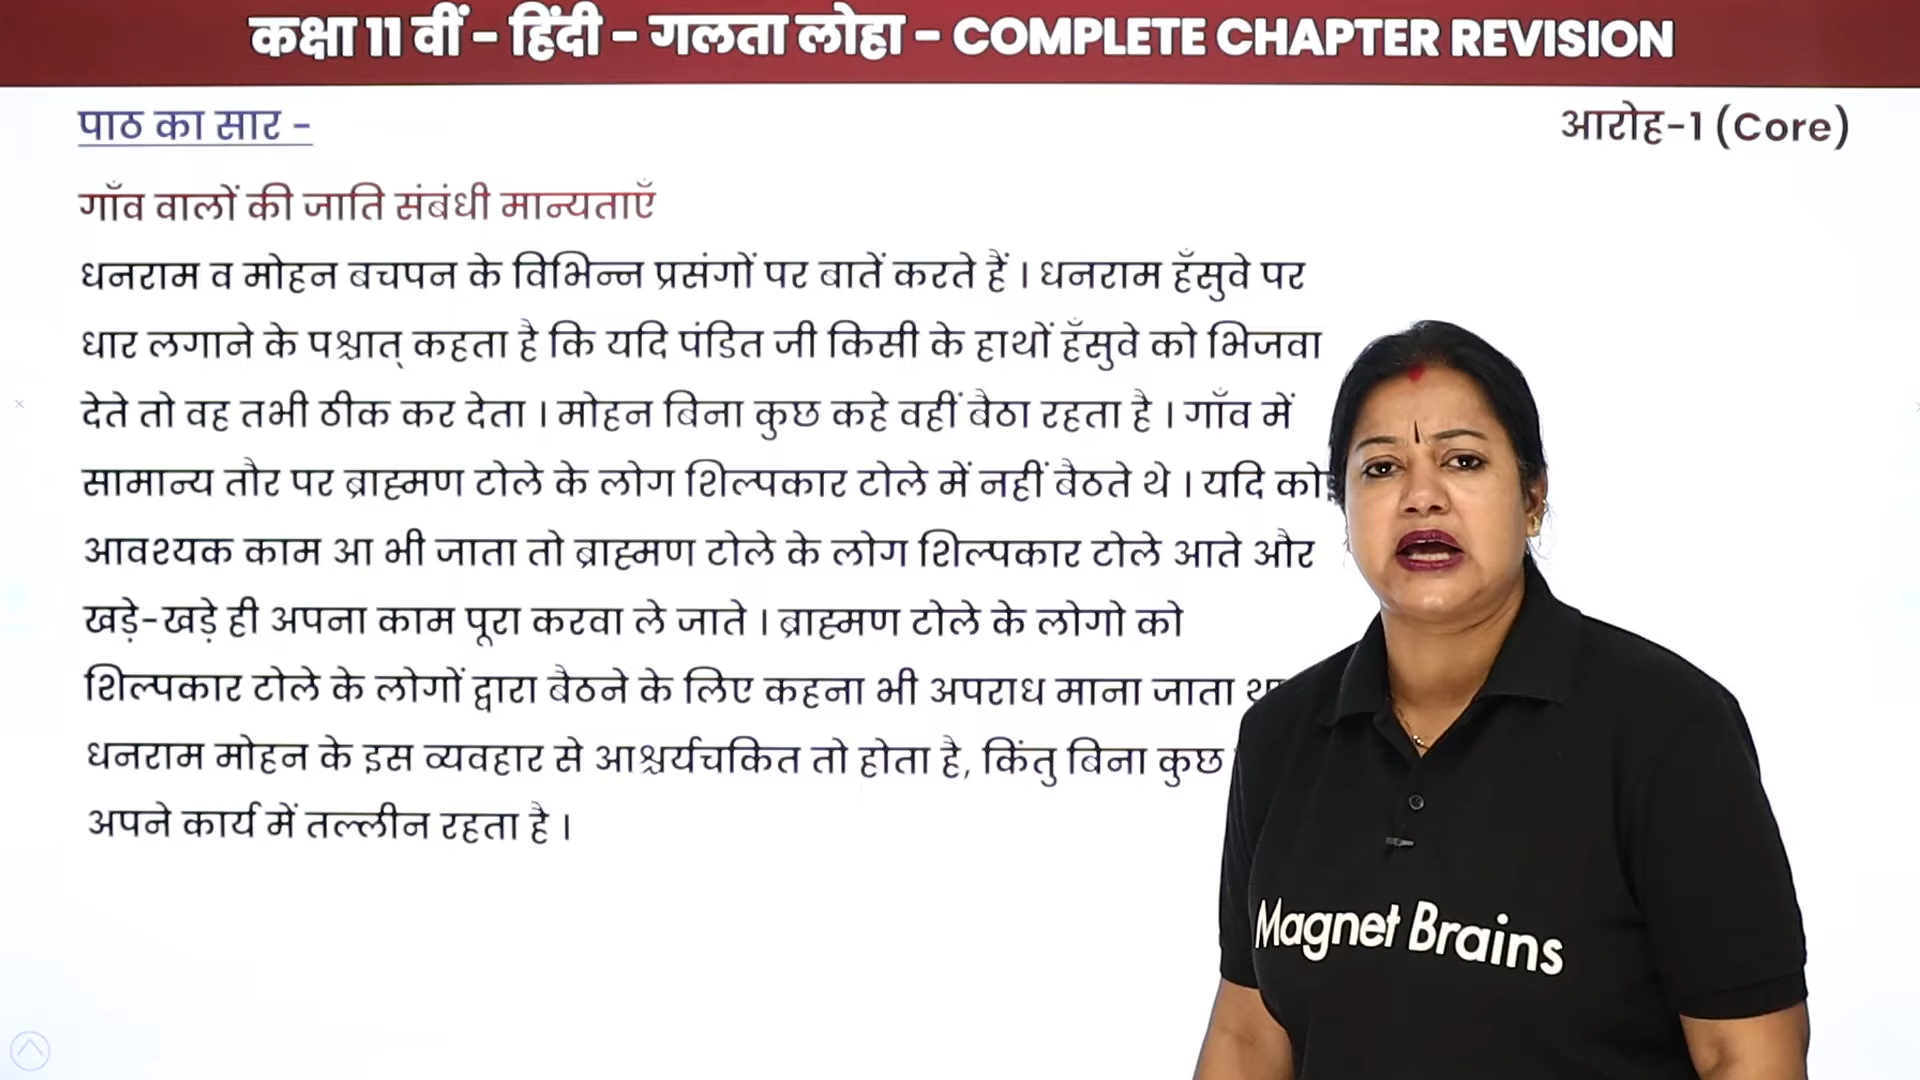 कक्षा 11 वीं - हिंदी - गलता लोहा - COMPLETE CHAPTER REVISION
पाठ का सार -
आरोह-1 (Core)
गाँव वालों की जाति संबंधी मान्यताएँ
धनराम व मोहन बचपन के विभिन्न प्रसंगों पर बातें करते हैं । धनराम हँसुवे पर
धार लगाने के पश्चात् कहता है कि यदि पंडित जी किसी के हाथों हँसुवे को भिजवा
देते तो वह तभी ठीक कर देता । मोहन बिना कुछ कहे वहीं बैठा रहता है । गाँव में
सामान्य तौर पर ब्राह्मण टोले के लोग शिल्पकार टोले में नहीं बैठते थे । यदि
आवश्यक काम आ भी जाता तो ब्राह्मण टोले के लोग शिल्पकार टोले आते और
खड़े-खड़े ही अपना काम पूरा करवा ले जाते । ब्राह्मण टोले के लोगो को
शिल्पकार टोले के लोगों द्वारा बैठने के लिए कहना भी अपराध माना जाता
धनराम मोहन के इस व्यवहार से आश्चर्यचकित तो होता है, किंतु बिना कुछ
अपने कार्य में तल्लीन रहता है ।
Magnet Brains